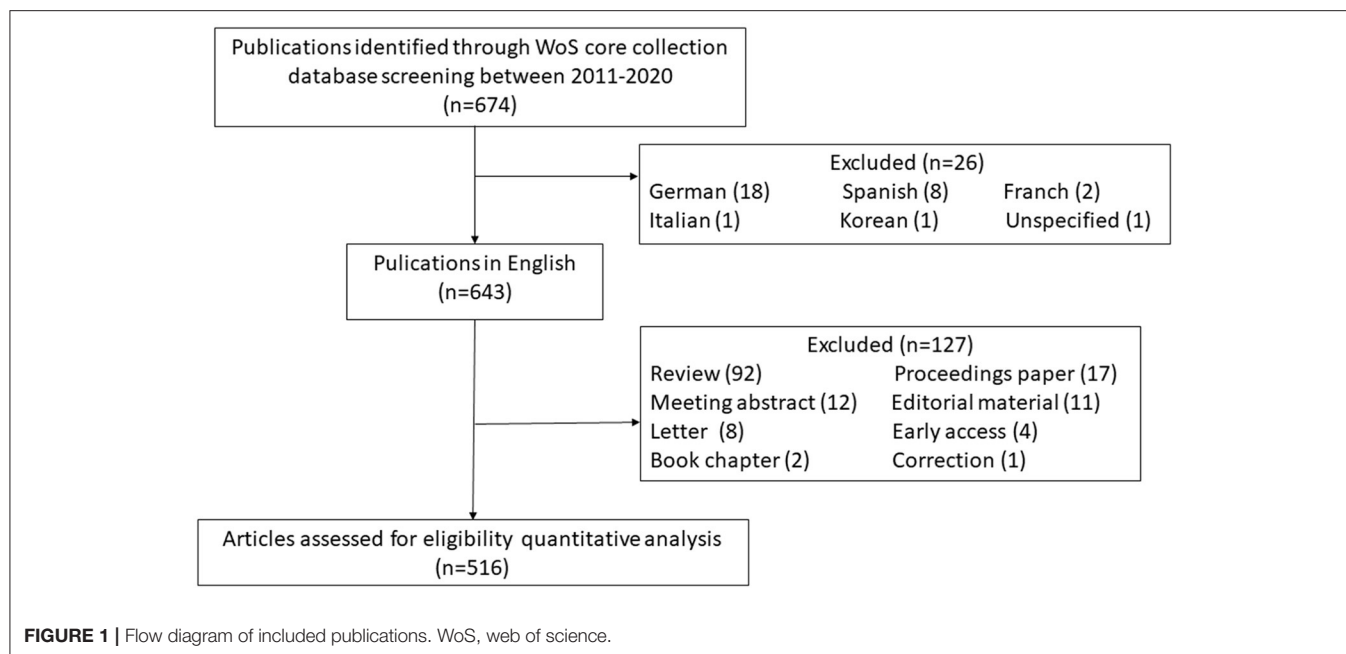 Publications identified through WoS core collection
database screening between 2011-2020
(n=674)
Excluded (n=26)
German (18) Spanish (8) Franch (2)
Italian (1) Korean (1) Unspecified (1)
Pulications in English
(n=643)
Excluded (n=127)
Review (92) Proceedings paper (17)
Meeting abstract (12) Editorial material (11)
Letter (8) Early access (4)
Book chapter (2) Correction (1)
Articles assessed for eligibility quantitative analysis
(n=516)
FIGURE 1 | Flow diagram of included publications. WoS, web of science.